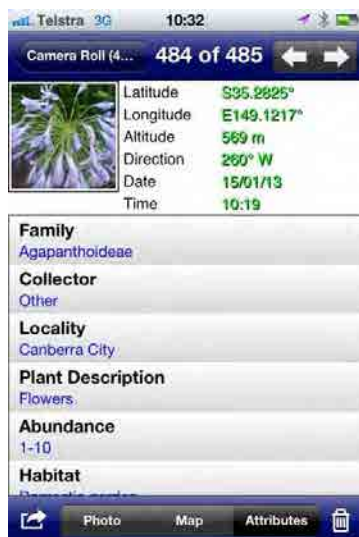 Telstra 3G 10:32
Camera Roll (4... 484 of 485
Latitude S35.2825°
Longitude E149.1217°
Altitude 569 m
Direction 260° W
Date 15/01/13
Time 10:19
Family
Agapanthoideae
Collector
Other
Locality
Canberra City
Plant Description
Flowers
Abundance
1-10
Habitat
Domestic garden
Photo Map Attributes